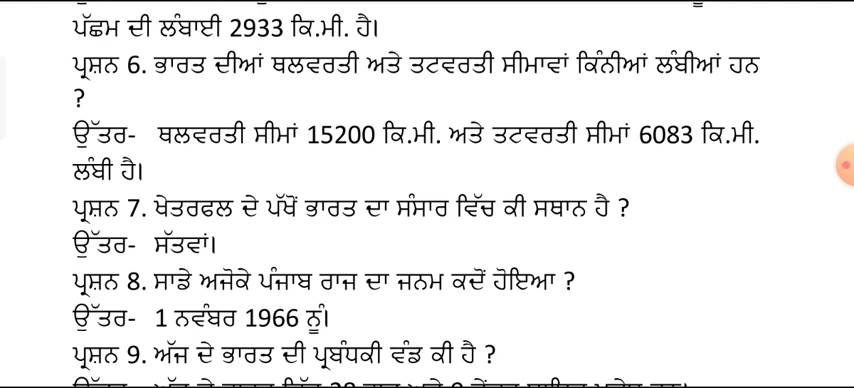 ਪੱਛਮ ਦੀ ਲੰਬਾਈ 2933 ਕਿ.ਮੀ. ਹੈ।
ਪ੍ਰਸ਼ਨ 6. ਭਾਰਤ ਦੀਆਂ ਥਲਵਰਤੀ ਅਤੇ ਤਟਵਰਤੀ ਸੀਮਾਵਾਂ ਕਿੰਨੀਆਂ ਲੰਬੀਆਂ ਹਨ
?
ਉੱਤਰ- ਥਲਵਰਤੀ ਸੀਮਾਂ 15200 ਕਿ.ਮੀ. ਅਤੇ ਤਟਵਰਤੀ ਸੀਮਾਂ 6083 ਕਿ.ਮੀ.
ਲੰਬੀ ਹੈ।
ਪ੍ਰਸ਼ਨ 7. ਖੇਤਰਫਲ ਦੇ ਪੱਖੋਂ ਭਾਰਤ ਦਾ ਸੰਸਾਰ ਵਿੱਚ ਕੀ ਸਥਾਨ ਹੈ ?
ਉੱਤਰ- ਸੱਤਵਾਂ।
ਪ੍ਰਸ਼ਨ 8. ਸਾਡੇ ਅਜੋਕੇ ਪੰਜਾਬ ਰਾਜ ਦਾ ਜਨਮ ਕਦੋਂ ਹੋਇਆ ?
ਉੱਤਰ- 1 ਨਵੰਬਰ 1966 ਨੂੰ।
ਪ੍ਰਸ਼ਨ 9. ਅੱਜ ਦੇ ਭਾਰਤ ਦੀ ਪ੍ਰਬੰਧਕੀ ਵੰਡ ਕੀ ਹੈ ?